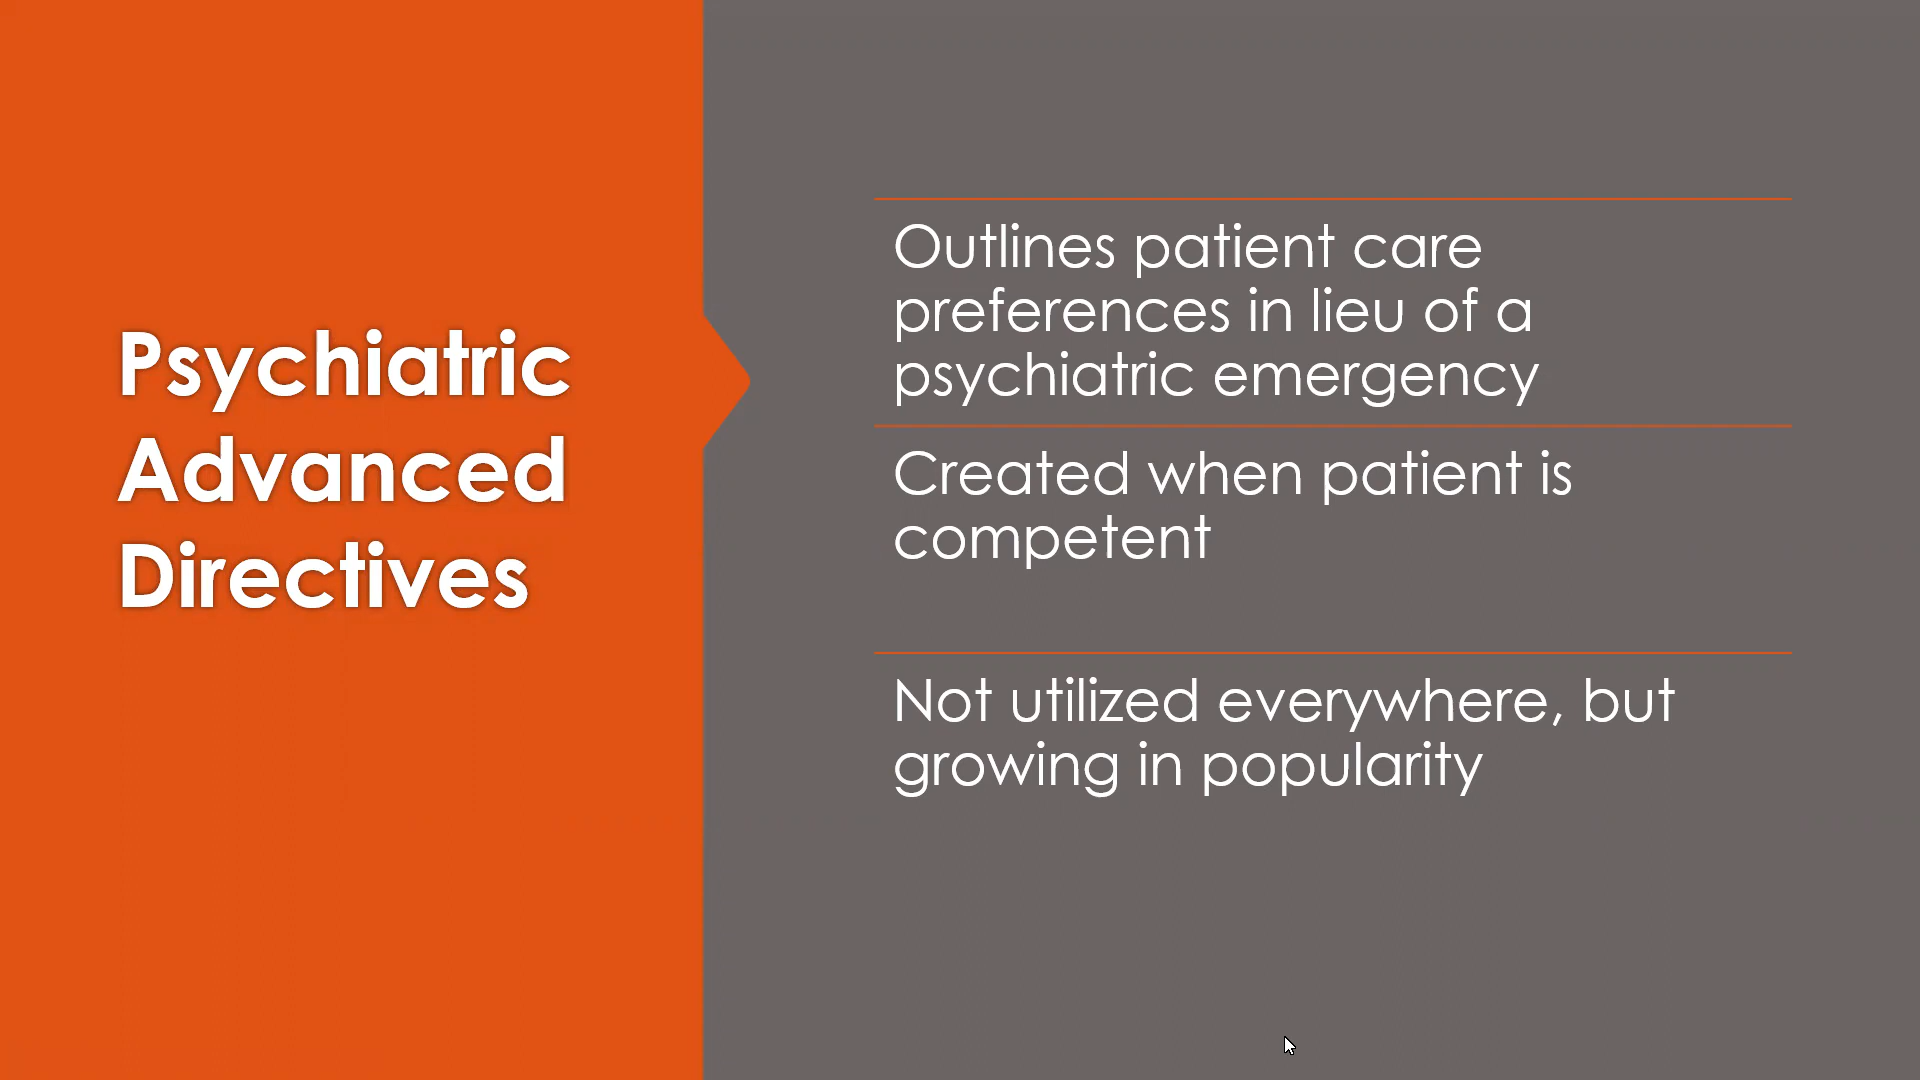 Psychiatric
Advanced
Directives
Outlines patient care
preferences in lieu of a
psychiatric emergency
Created when patient is
competent
Not utilized everywhere, but
growing in popularity